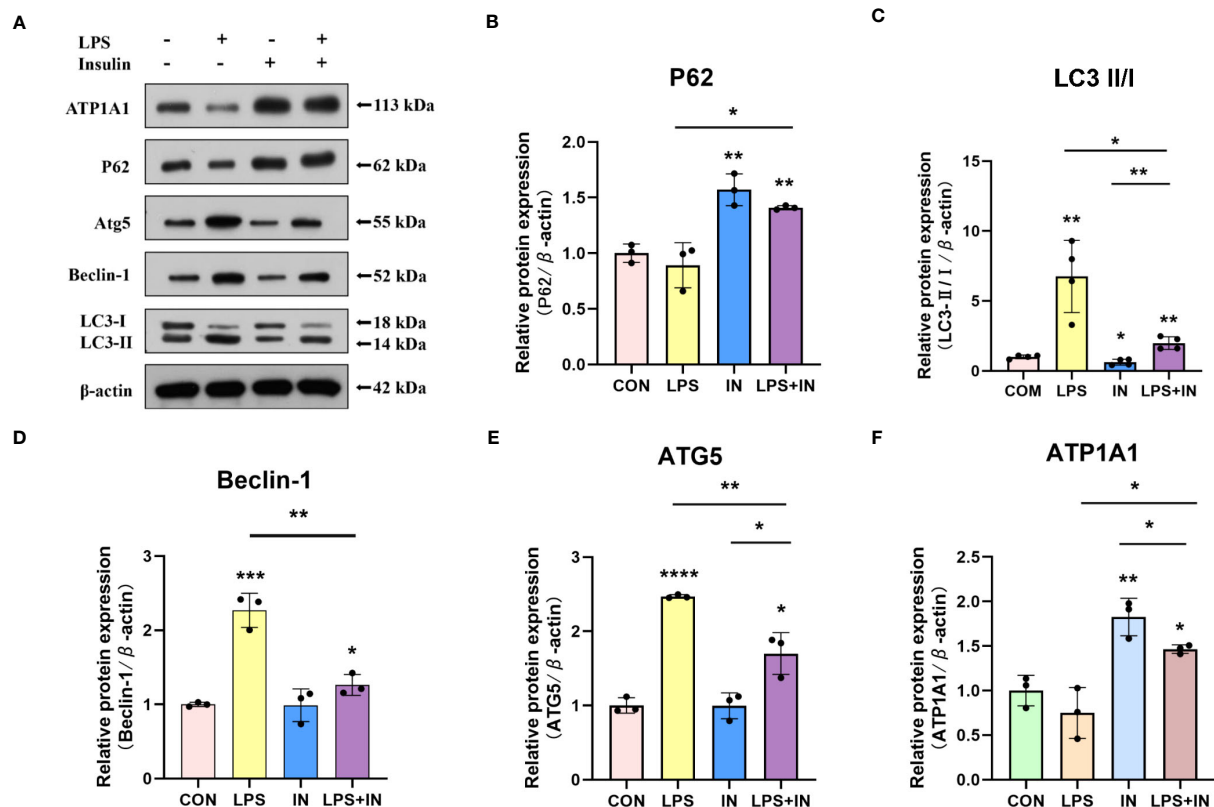 A
LPS - + - +
Insulin - - + +
ATP1A1 ←113 kDa
P62 ←62 kDa
Atg5 ←55 kDa
Beclin-1 ←52 kDa
LC3-I ←18 kDa
LC3-II ←14 kDa
β-actin ←42 kDa
B
P62
Relative protein expression
(P62/β-actin)
2.0
1.5
1.0
0.5
0.0
*
**
**
CON LPS IN LPS+IN
C
LC3 II/I
Relative protein expression
(LC3-Ⅱ/Ⅰ/β-actin)
15
10
5
0
*
**
**
*
**
COM LPS IN LPS+IN
D
Beclin-1
Relative protein expression
(Beclin-1/β-actin)
3
2
1
0
**
***
*
CON LPS IN LPS+IN
E
ATG5
Relative protein expression
(ATG5/β-actin)
3
2
1
0
**
*
****
*
CON LPS IN LPS+IN
F
ATP1A1
Relative protein expression
(ATP1A1/β-actin)
2.5
2.0
1.5
1.0
0.5
0.0
*
*
**
*
CON LPS IN LPS+IN